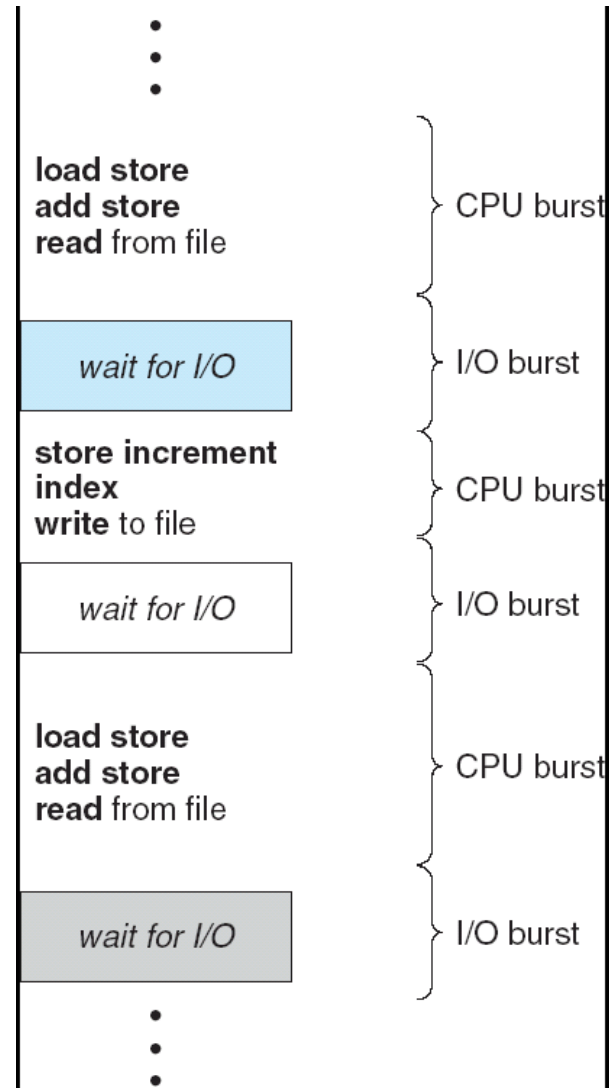 load store
add store
read from file
CPU burst
wait for I/O
I/O burst
store increment
index
write to file
CPU burst
wait for I/O
I/O burst
load store
add store
read from file
CPU burst
wait for I/O
I/O burst